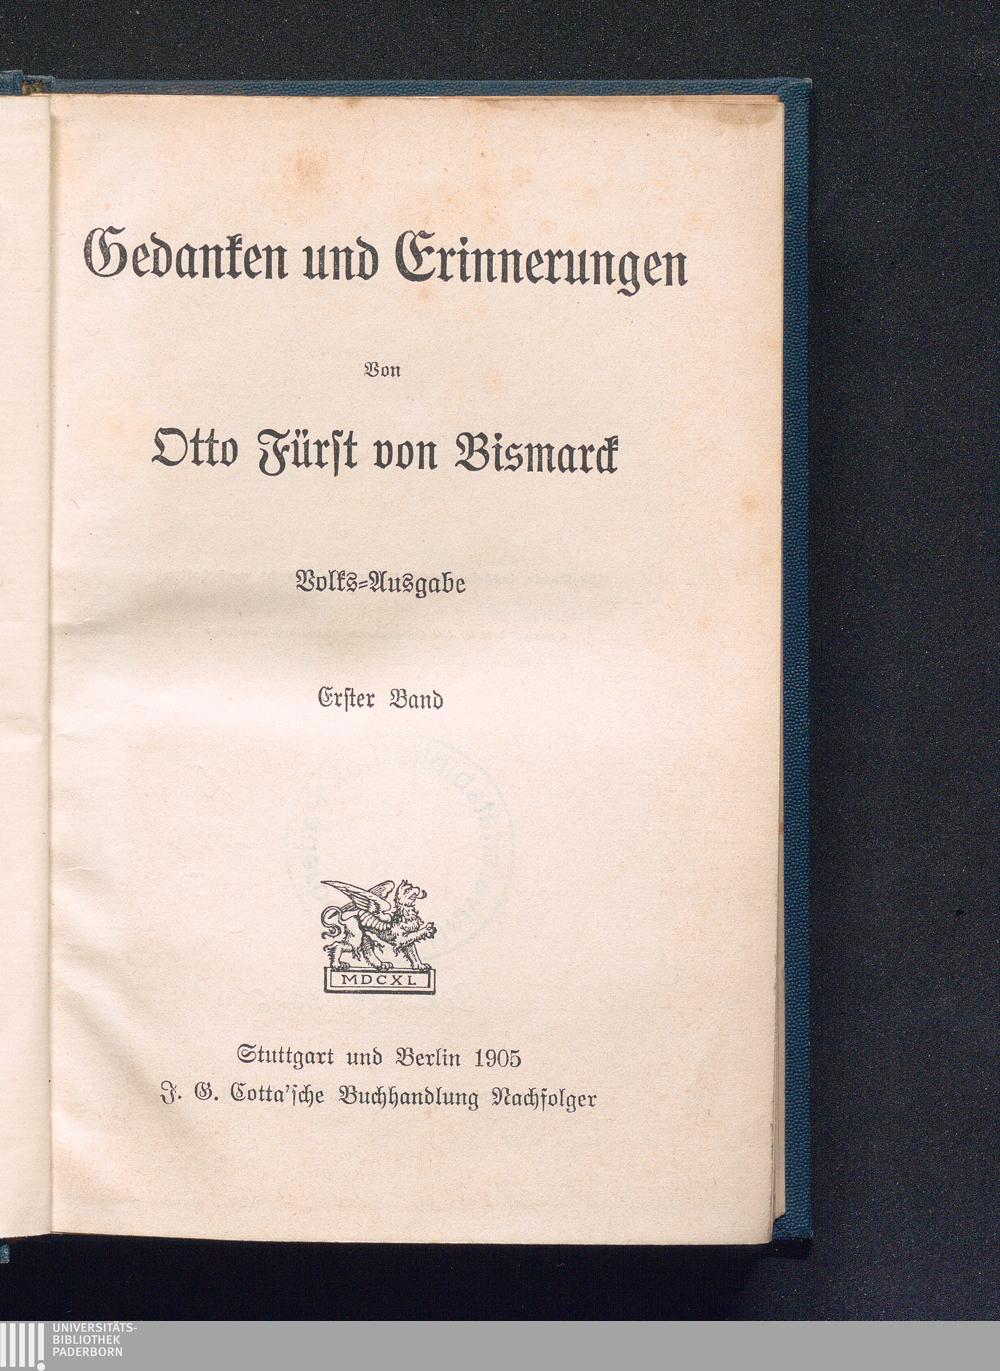 Gedanken und Erinnerungen
Von
Otto Fürst von Bismarck
Volks-Ausgabe
Erster Band
MDCXL
Stuttgart und Berlin 1905
J. G. Cotta'sche Buchhandlung Nachfolger
UNIVERSITÄTS-
BIBLIOTHEK
PADERBORN